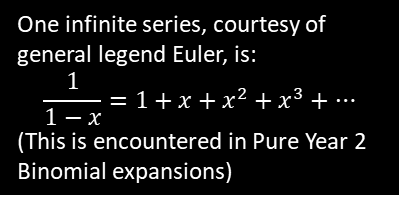 One infinite series, courtesy of
general legend Euler, is:
1/(1 − x) = 1 + x + x² + x³ + ⋯
(This is encountered in Pure Year 2
Binomial expansions)